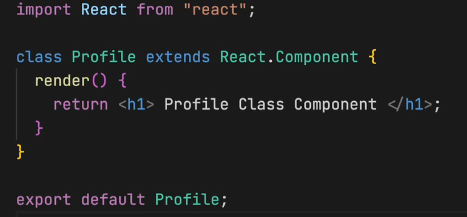 import React from "react";
class Profile extends React.Component {
render() {
return <h1> Profile Class Component </h1>;
}
}
export default Profile;